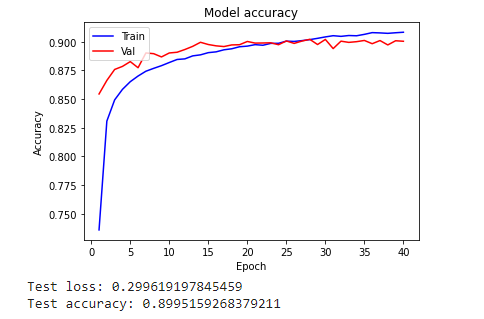 Model accuracy
Train
Val
0.900
0.875
0.850
0.825
0.800
0.775
0.750
Accuracy
0 5 10 15 20 25 30 35 40
Epoch
Test loss: 0.299619197845459
Test accuracy: 0.8995159268379211